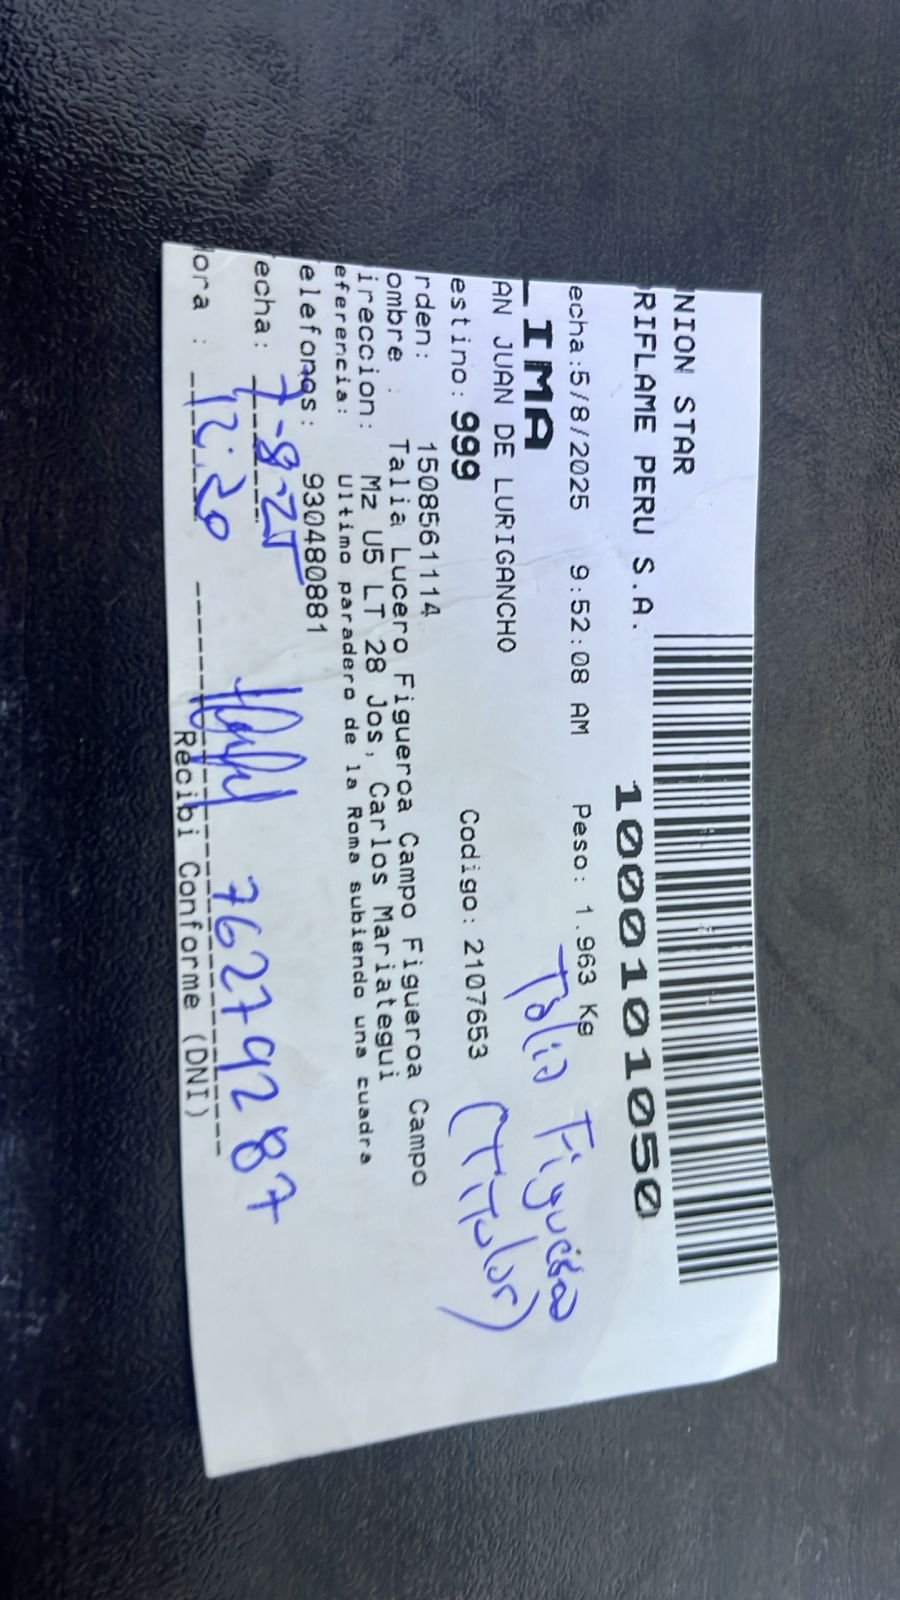 NION STAR
RIFLAME PERU S.A.
1000101050
echa:5/8/2025 9:52:08 AM Peso: 1.963 Kg
IMA
AN JUAN DE LURIGANCHO
Talia Figueroa
(Titular)
estino: 999 Codigo: 2107653
rden: 1508561114
ombre : Talia Lucero Figueroa Campo Figueroa Campo
ireccion: Mz U5 LT 28 Jos, Carlos Mariategui
eferencia: Ultimo paradero de la Roma subiendo una cuadra
elefonos: 930480881
echa: 7-8-25
ora : 12:20 76279287
Recibi Conforme (DNI)